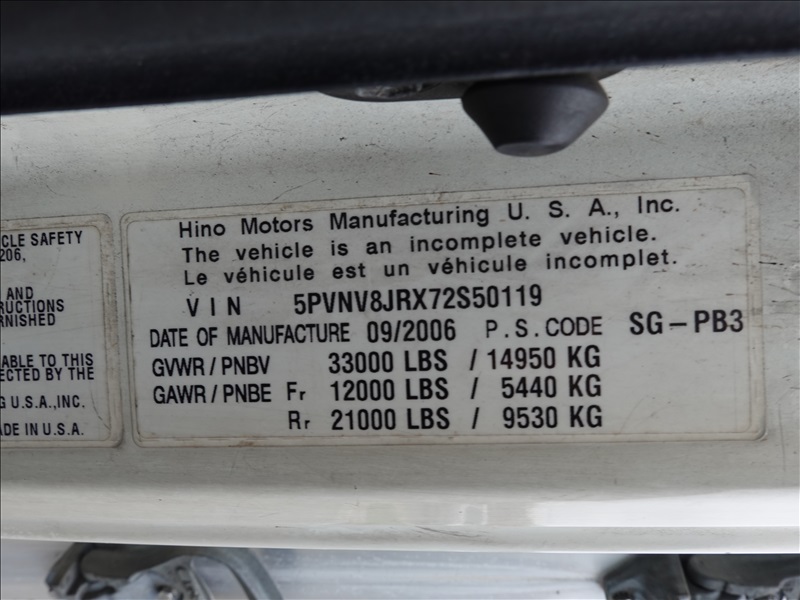 CLE SAFETY
206,
AND
RUCTIONS
RNISHED
ABLE TO THIS
ECTED BY THE
G U.S.A.,INC.
DE IN U.S.A.
Hino Motors Manufacturing U. S. A., Inc.
The vehicle is an incomplete vehicle.
Le véhicule est un véhicule incomplet.
VIN 5PVNV8JRX72S50119
DATE OF MANUFACTURE 09/2006 P.S.CODE SG-PB3
GVWR / PNBV 33000 LBS / 14950 KG
GAWR / PNBE Fr 12000 LBS / 5440 KG
Rr 21000 LBS / 9530 KG